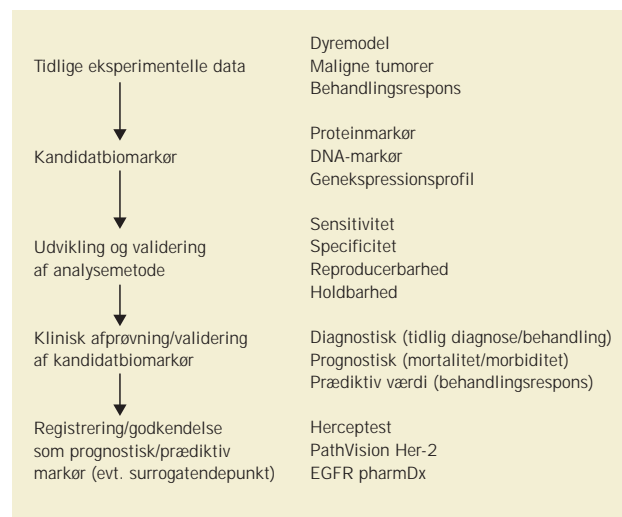 Tidlige eksperimentelle data
Dyremodel
Maligne tumorer
Behandlingsrespons
Kandidatbiomarkør
Proteinmarkør
DNA-markør
Genekspressionsprofil
Udvikling og validering
af analysemetode
Sensitivitet
Specificitet
Reproducerbarhed
Holdbarhed
Klinisk afprøvning/validering
af kandidatbiomarkør
Diagnostisk (tidlig diagnose/behandling)
Prognostisk (mortalitet/morbiditet)
Prædiktiv værdi (behandlingsrespons)
Registrering/godkendelse
som prognostisk/prædiktiv
markør (evt. surrogatendepunkt)
Herceptest
PathVision Her-2
EGFR pharmDx